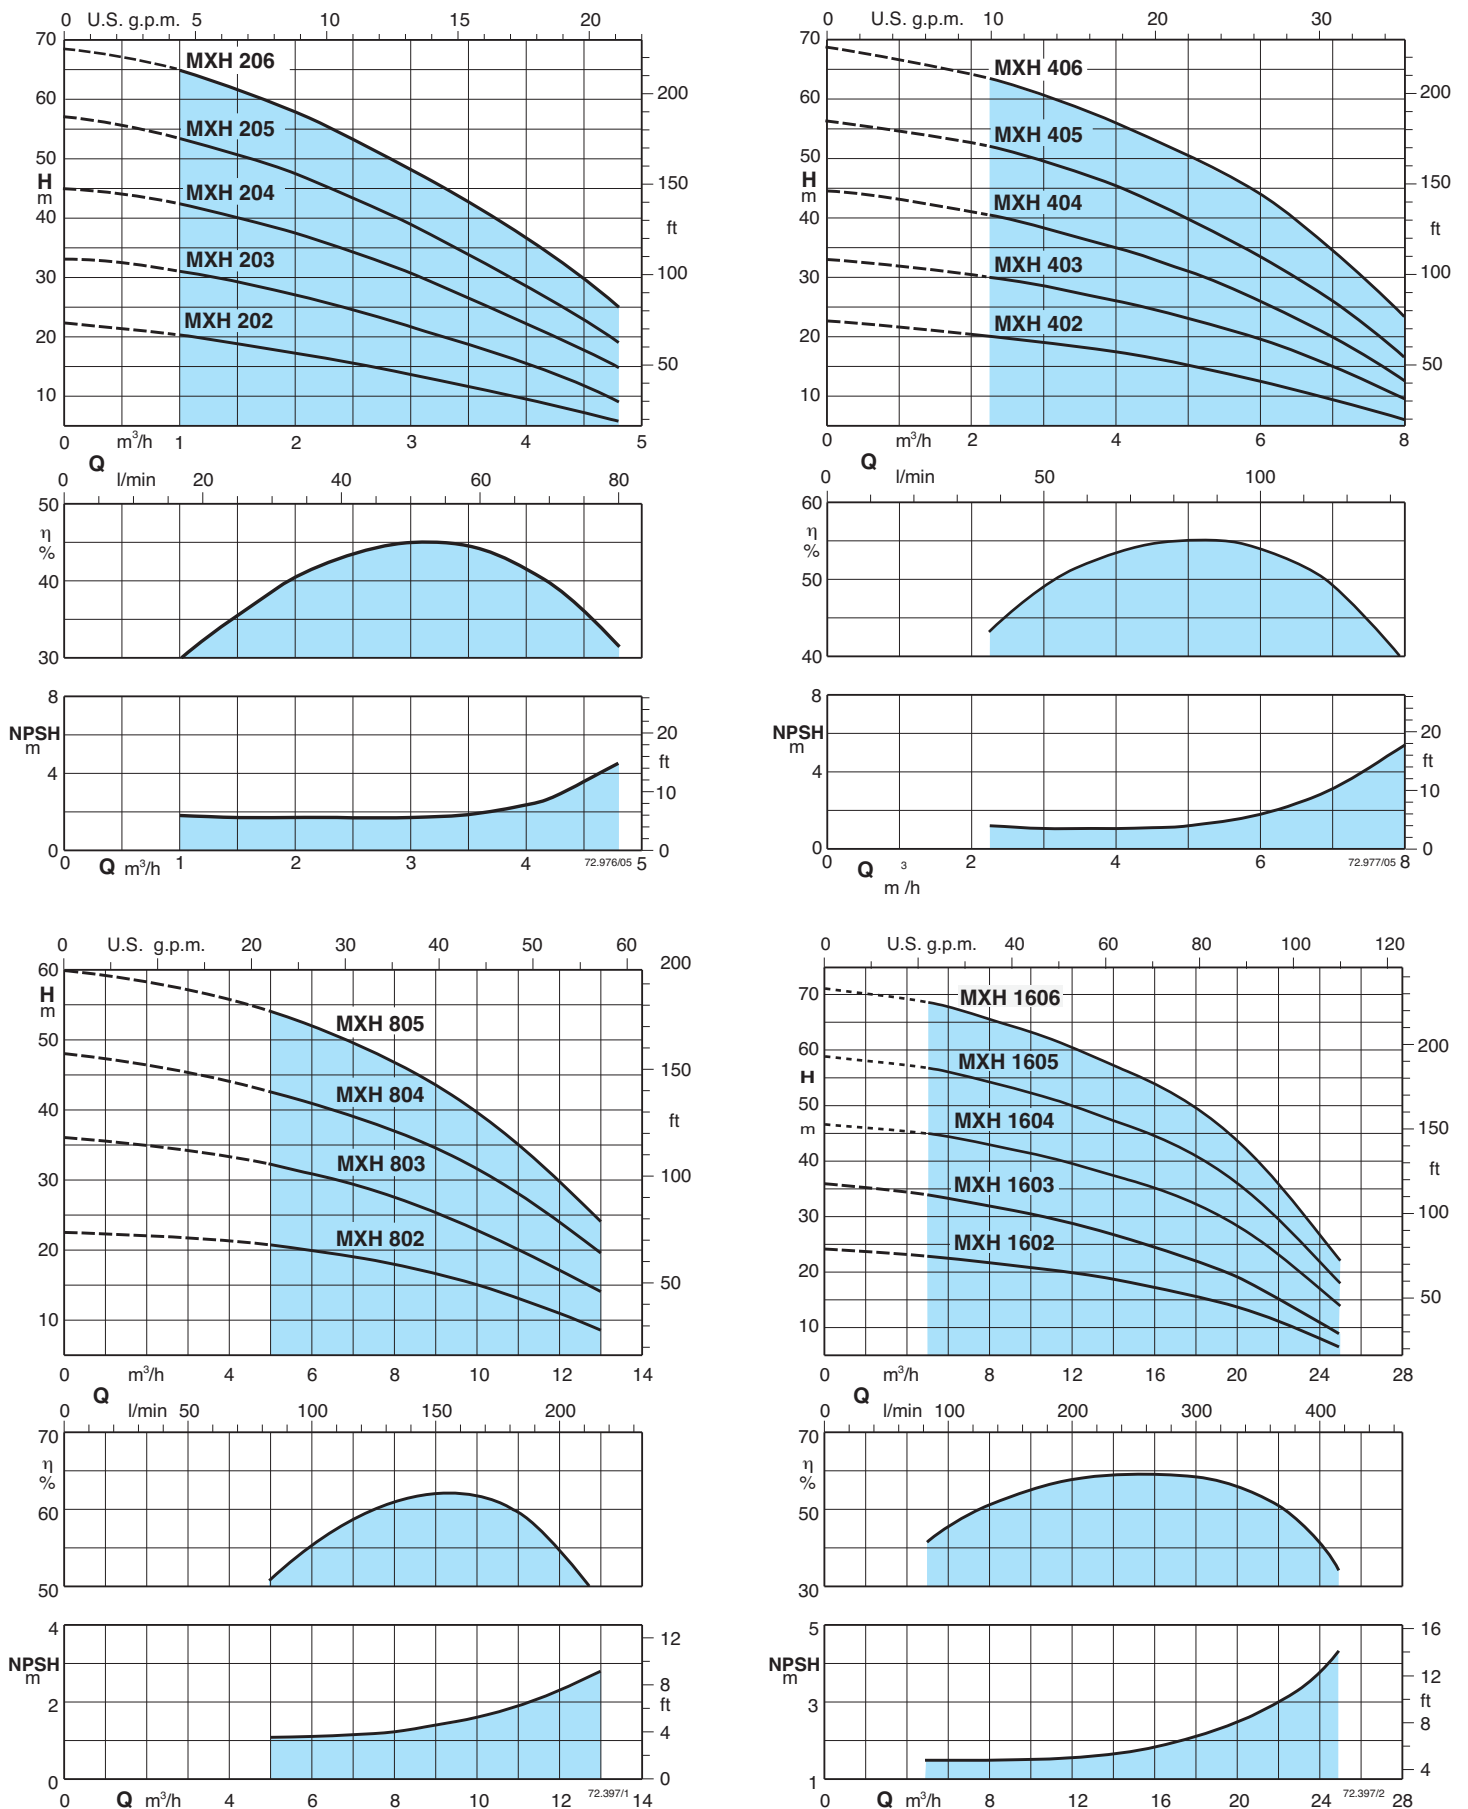 0 U.S. g.p.m. 5 10 15 20
70
60
50
H
m
40
30
20
10
MXH 206
MXH 205
MXH 204
MXH 203
MXH 202
200
150
ft
100
50
0 m³/h 1 2 3 4 5
Q
0 l/min 20 40 60 80
50
η
%
40
30
8
NPSH
m
4
0
20
ft
10
0
0 Q m³/h 1 2 3 4 72.976/05 5
0 U.S. g.p.m. 10 20 30
70
60
50
H
m
40
30
20
10
MXH 406
MXH 405
MXH 404
MXH 403
MXH 402
200
150
ft
100
50
0 m³/h 2 4 6 8
Q
0 l/min 50 100
60
η
%
50
40
8
NPSH
m
4
0
20
ft
10
0
0 Q 3 2 4 6 72.977/05 8
m /h
0 U.S. g.p.m. 20 30 40 50 60
60
H
m
50
40
30
20
10
MXH 805
MXH 804
MXH 803
MXH 802
200
150
ft
100
50
0 m³/h 4 6 8 10 12 14
Q
0 l/min 50 100 150 200
70
η
%
60
50
4
NPSH
m
2
0
12
8
ft
4
0
0 Q m³/h 4 6 8 10 12 72.397/1 14
0 U.S. g.p.m. 40 60 80 100 120
70
60
H
50
m
40
30
20
10
MXH 1606
MXH 1605
MXH 1604
MXH 1603
MXH 1602
200
150
ft
100
50
0 m³/h 8 12 16 20 24 28
Q
0 l/min 100 200 300 400
70
η
%
50
30
5
NPSH
m
3
1
16
12
ft
8
4
0 Q m³/h 8 12 16 20 24 72.397/2 28